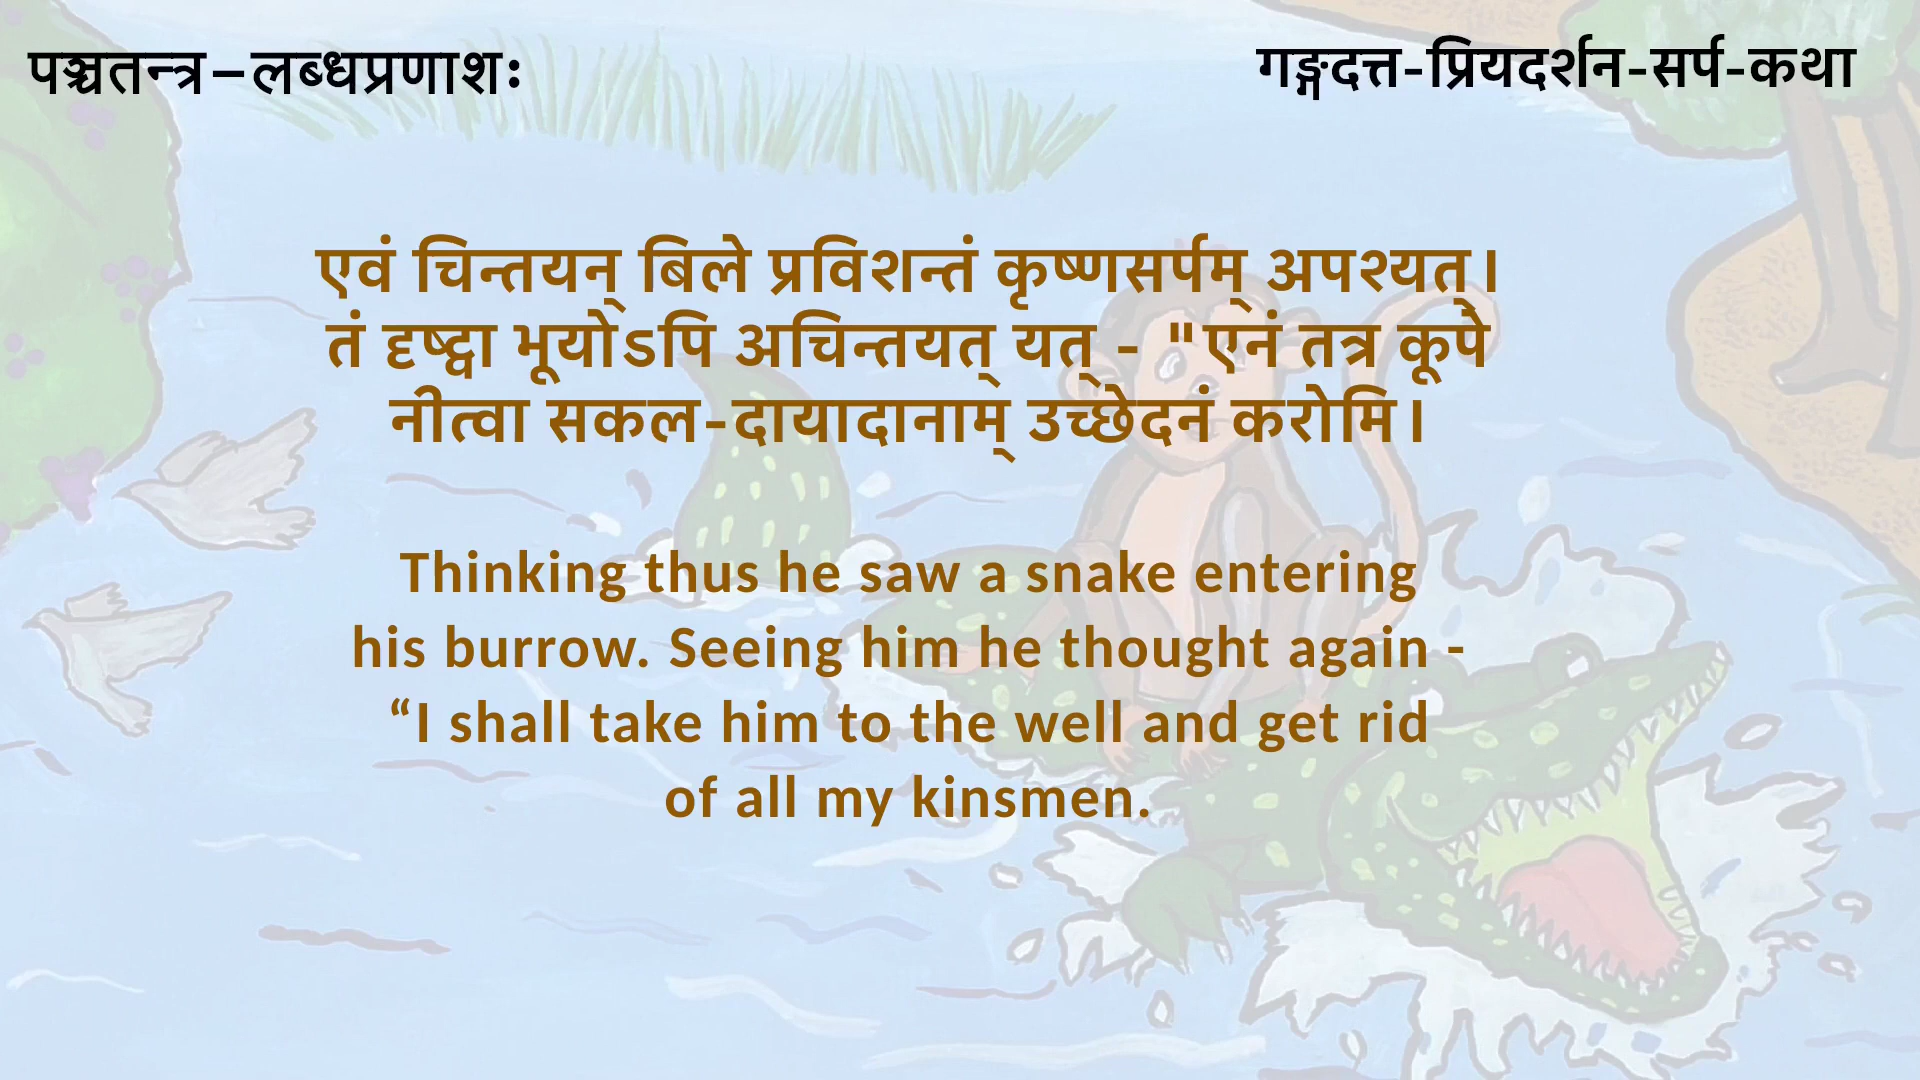 पञ्चतन्त्र–लब्धप्रणाशः
गङ्गदत्त-प्रियदर्शन-सर्प-कथा
एवं चिन्तयन् बिले प्रविशन्तं कृष्णसर्पम् अपश्यत्।
तं दृष्ट्वा भूयोऽपि अचिन्तयत् यत् - "एनं तत्र कूपे
नीत्वा सकल-दायादानाम् उच्छेदनं करोमि।
Thinking thus he saw a snake entering
his burrow. Seeing him he thought again -
“I shall take him to the well and get rid
of all my kinsmen.